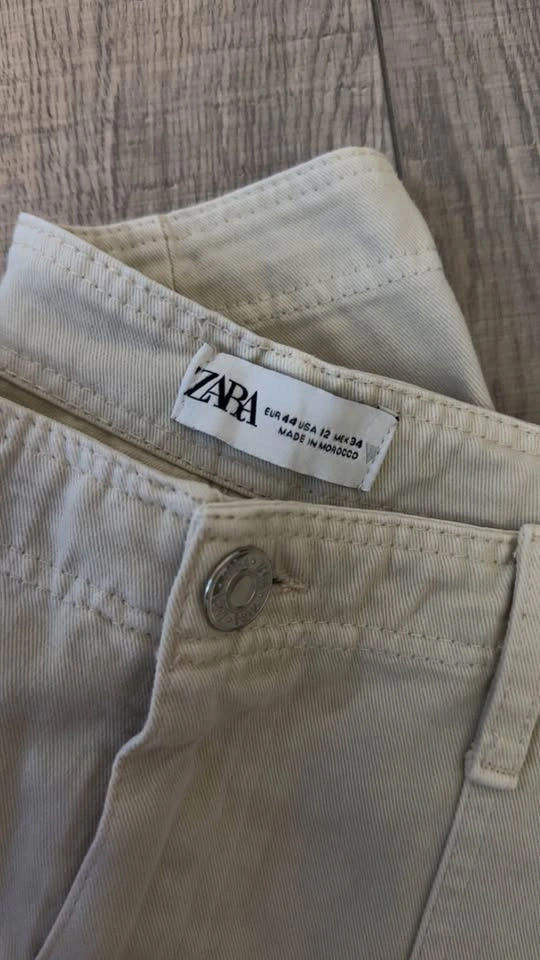 ZARA
EUR 44 USA 12 MEX 34
MADE IN MOROCCO